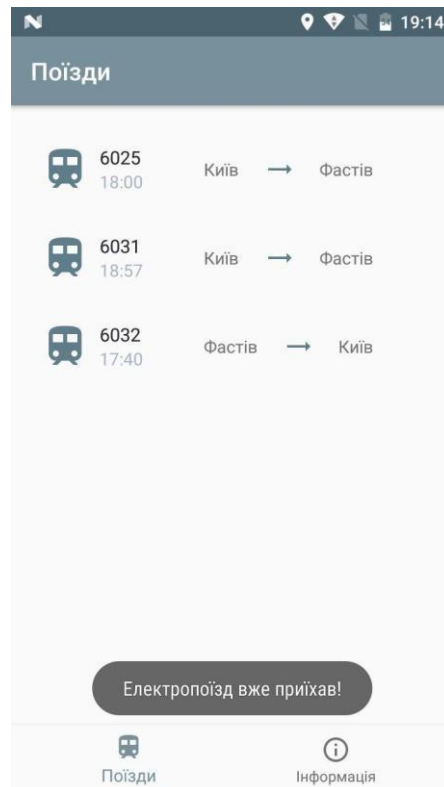 19:14
Поїзди
6025
18:00
Київ → Фастів
6031
18:57
Київ → Фастів
6032
17:40
Фастів → Київ
Електропоїзд вже приїхав!
Поїзди
Інформація